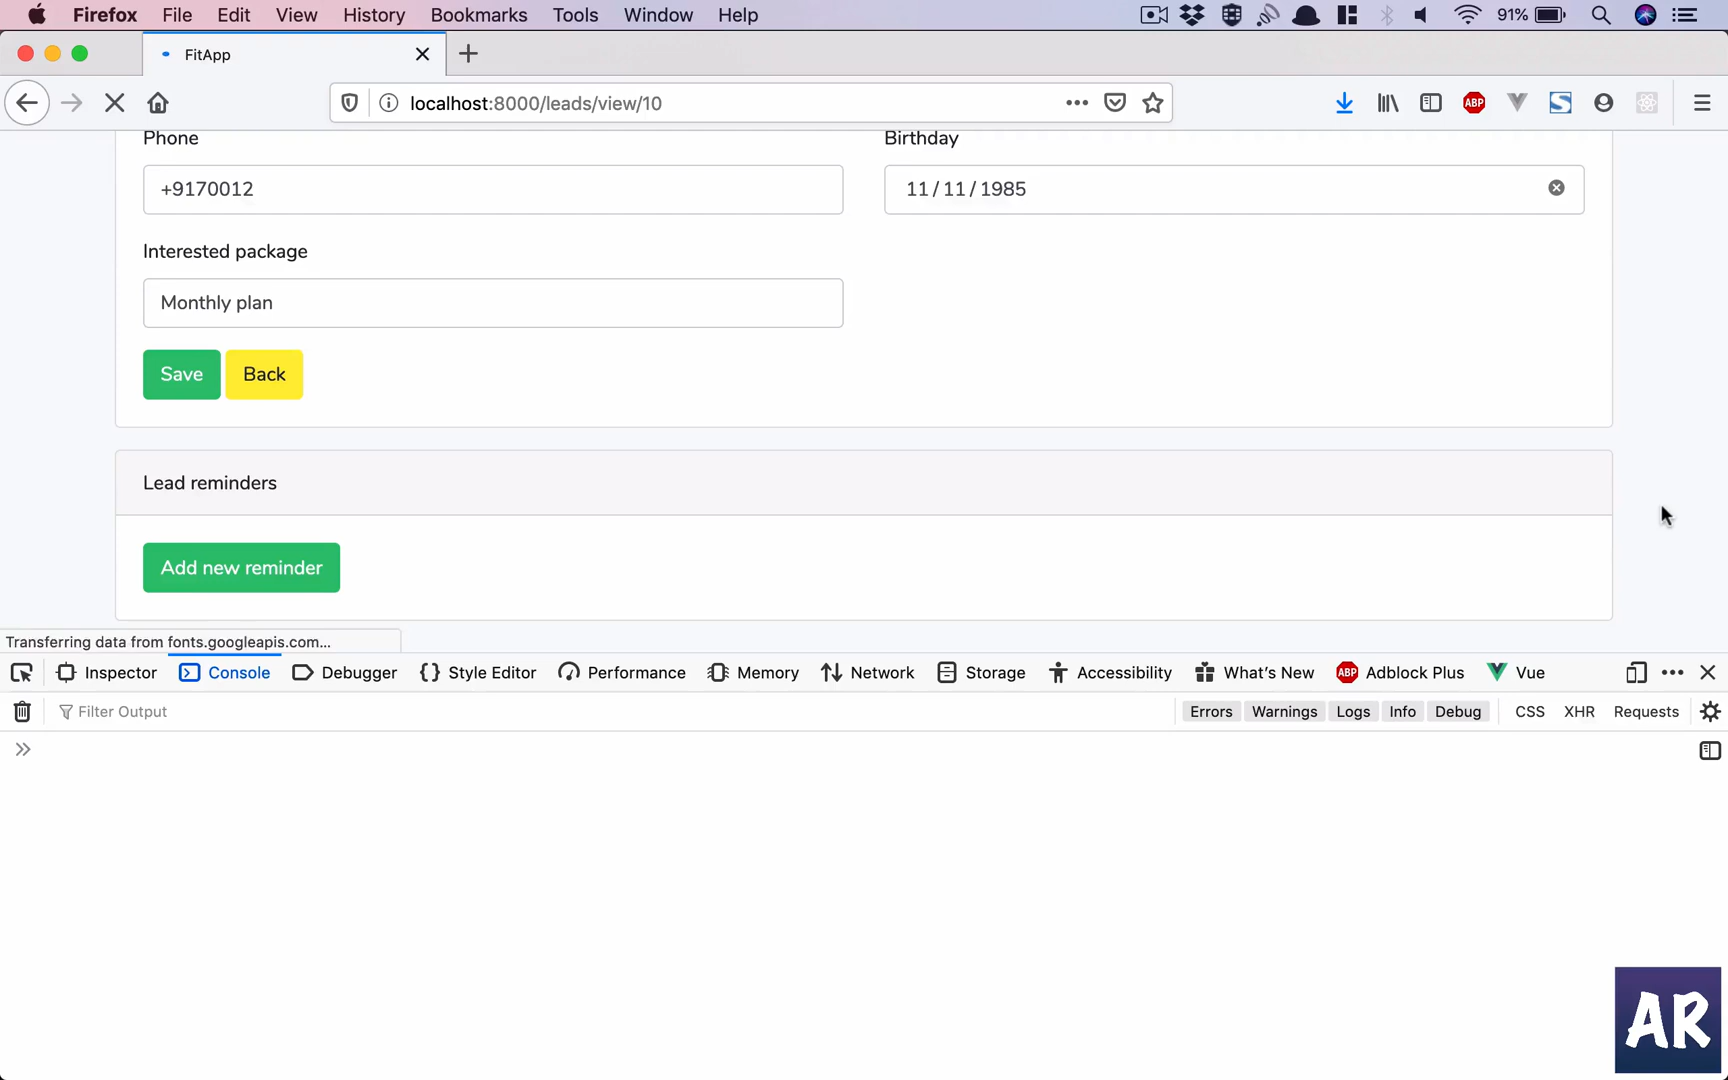 Firefox File Edit View History Bookmarks Tools Window Help 91%
FitApp
localhost:8000/leads/view/10 ABP
Phone Birthday
+9170012 11/11/1985
Interested package
Monthly plan
Save Back
Lead reminders
Add new reminder
Transferring data from fonts.googleapis.com...
Inspector Console Debugger Style Editor Performance Memory Network Storage Accessibility What's New ABP Adblock Plus Vue
Filter Output Errors Warnings Logs Info Debug CSS XHR Requests
AR